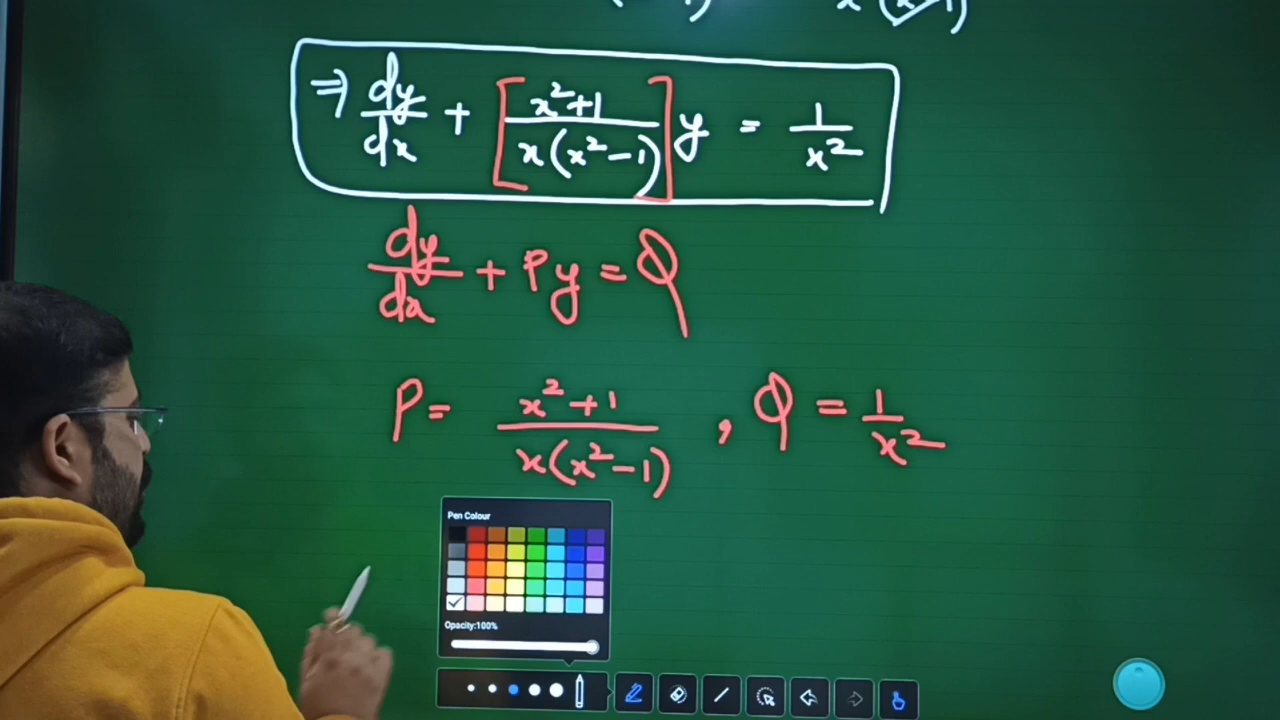 ⇒ dy/dx + [x²+1 / x(x²-1)] y = 1/x²
dy/dx + Py = Q
P = x²+1 / x(x²-1) , Q = 1/x²
Pen Colour
Opacity:100%